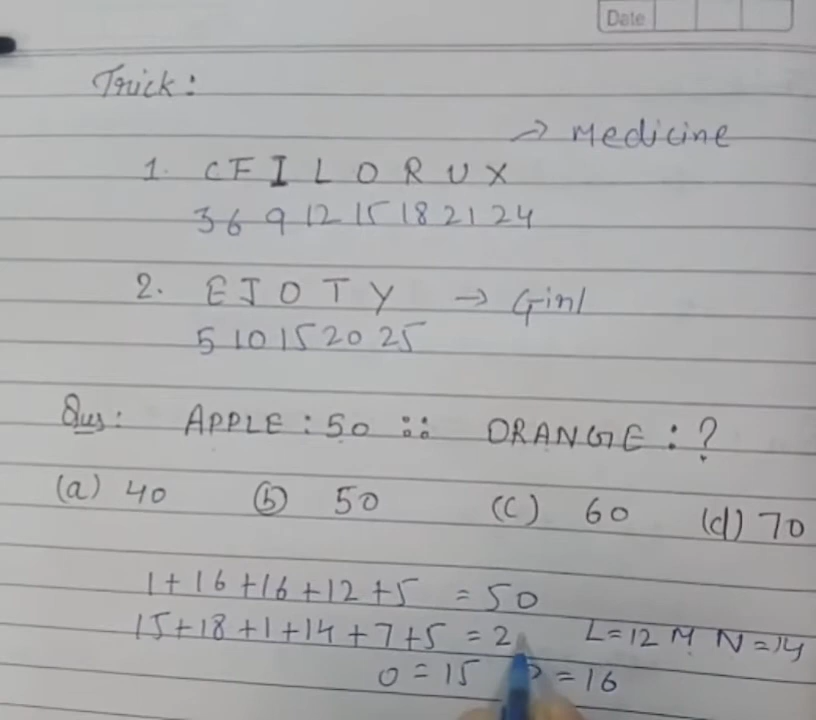 Date
Trick:
→ Medicine
1. C F I L O R U X
3 6 9 12 15 18 21 24
2. E J O T Y → Girl
5 10 15 20 25
Qus: APPLE : 50 :: ORANGE : ?
(a) 40 (b) 50 (c) 60 (d) 70
1 + 16 + 16 + 12 + 5 = 50
15 + 18 + 1 + 14 + 7 + 5 = 2 L = 12 M N = 14
O = 15 = 16